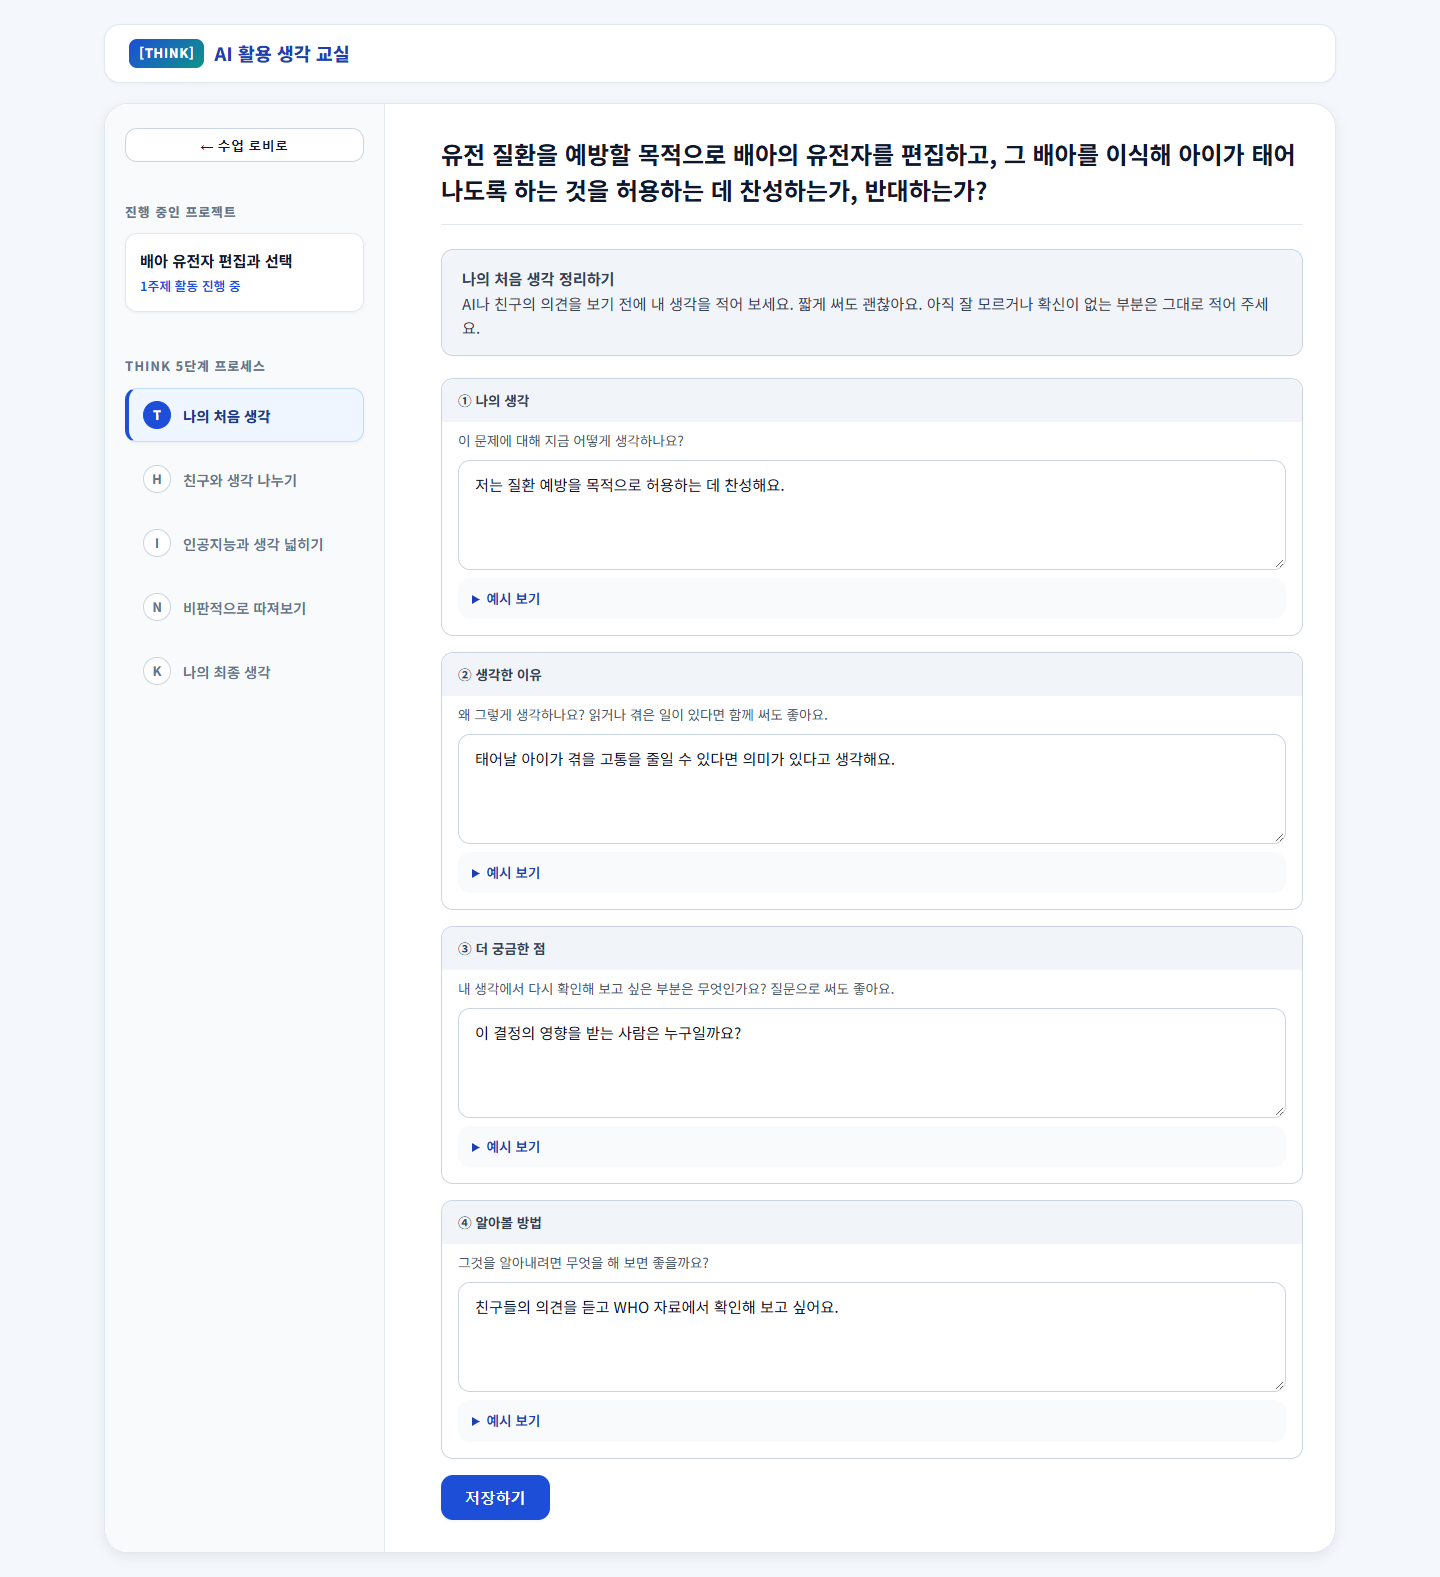 [THINK] AI 활용 생각 교실
← 수업 로비로
진행 중인 프로젝트
배아 유전자 편집과 선택
1주제 활동 진행 중
THINK 5단계 프로세스
T 나의 처음 생각
H 친구와 생각 나누기
I 인공지능과 생각 넓히기
N 비판적으로 따져보기
K 나의 최종 생각
유전 질환을 예방할 목적으로 배아의 유전자를 편집하고, 그 배아를 이식해 아이가 태어
나도록 하는 것을 허용하는 데 찬성하는가, 반대하는가?
나의 처음 생각 정리하기
AI나 친구의 의견을 보기 전에 내 생각을 적어 보세요. 짧게 써도 괜찮아요. 아직 잘 모르거나 확신이 없는 부분은 그대로 적어 주세
요.
① 나의 생각
이 문제에 대해 지금 어떻게 생각하나요?
저는 질환 예방을 목적으로 허용하는 데 찬성해요.
▶ 예시 보기
② 생각한 이유
왜 그렇게 생각하나요? 읽거나 겪은 일이 있다면 함께 써도 좋아요.
태어날 아이가 겪을 고통을 줄일 수 있다면 의미가 있다고 생각해요.
▶ 예시 보기
③ 더 궁금한 점
내 생각에서 다시 확인해 보고 싶은 부분은 무엇인가요? 질문으로 써도 좋아요.
이 결정의 영향을 받는 사람은 누구일까요?
▶ 예시 보기
④ 알아볼 방법
그것을 알아내려면 무엇을 해 보면 좋을까요?
친구들의 의견을 듣고 WHO 자료에서 확인해 보고 싶어요.
▶ 예시 보기
저장하기